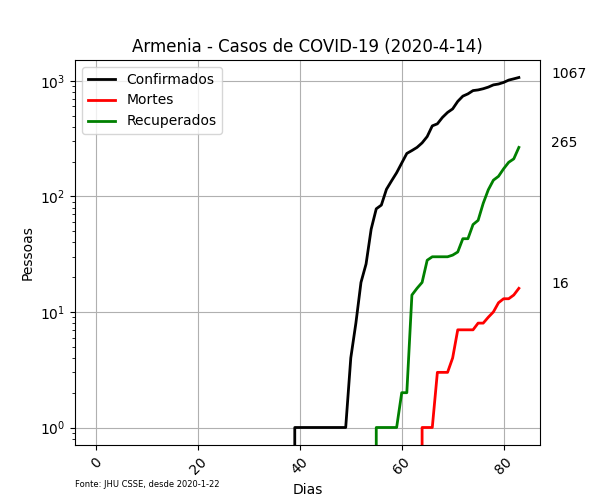 Armenia - Casos de COVID-19 (2020-4-14)
Confirmados
Mortes
Recuperados
1067
265
16
10³
10²
10¹
10⁰
Pessoas
0 20 40 60 80
Dias
Fonte: JHU CSSE, desde 2020-1-22